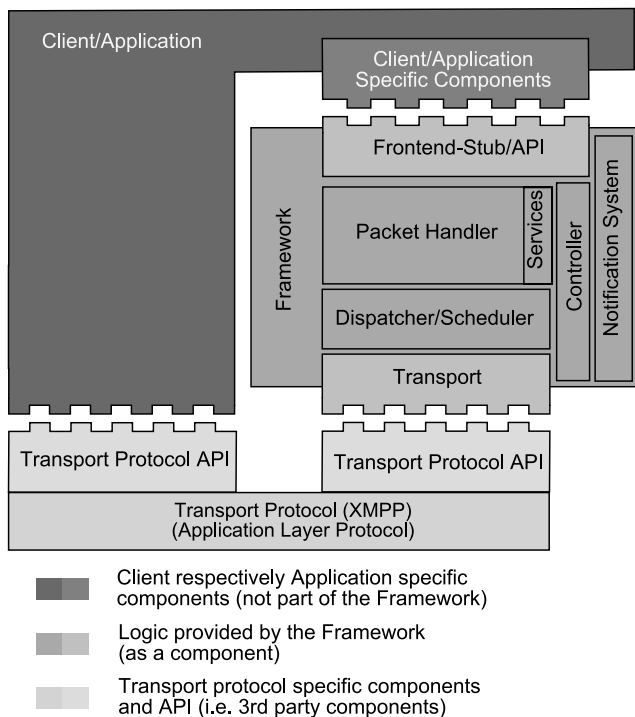 Client/Application
Client/Application
Specific Components
Frontend-Stub/API
Framework
Packet Handler
Services
Controller
Notification System
Dispatcher/Scheduler
Transport
Transport Protocol API
Transport Protocol API
Transport Protocol (XMPP)
(Application Layer Protocol)
Client respectively Application specific
components (not part of the Framework)
Logic provided by the Framework
(as a component)
Transport protocol specific components
and API (i.e. 3rd party components)